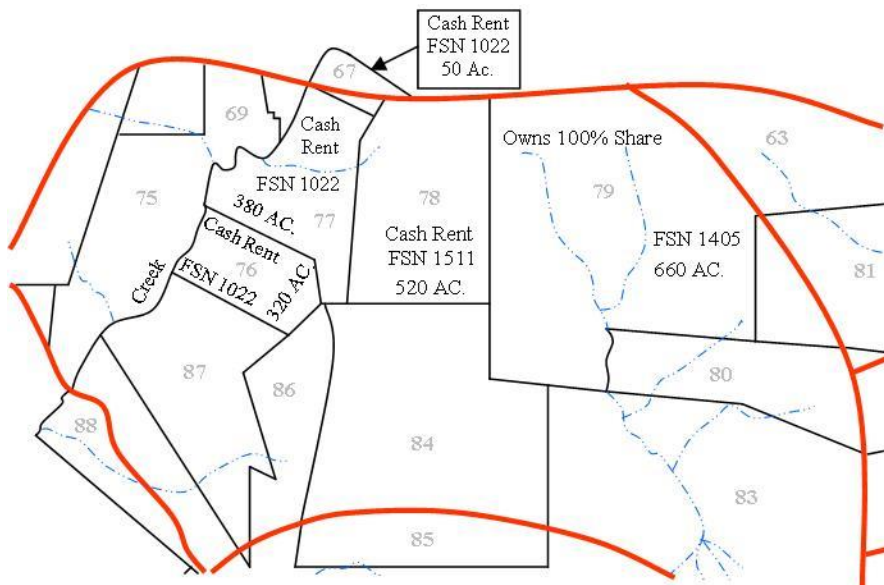 Cash Rent
FSN 1022
50 Ac.
67
69
Cash
Rent
FSN 1022
380 AC.
77
75
Cash Rent
76
FSN 1022
320 AC.
Creek
78
Cash Rent
FSN 1511
520 AC.
Owns 100% Share
79
FSN 1405
660 AC.
63
81
80
87
86
88
84
85
83